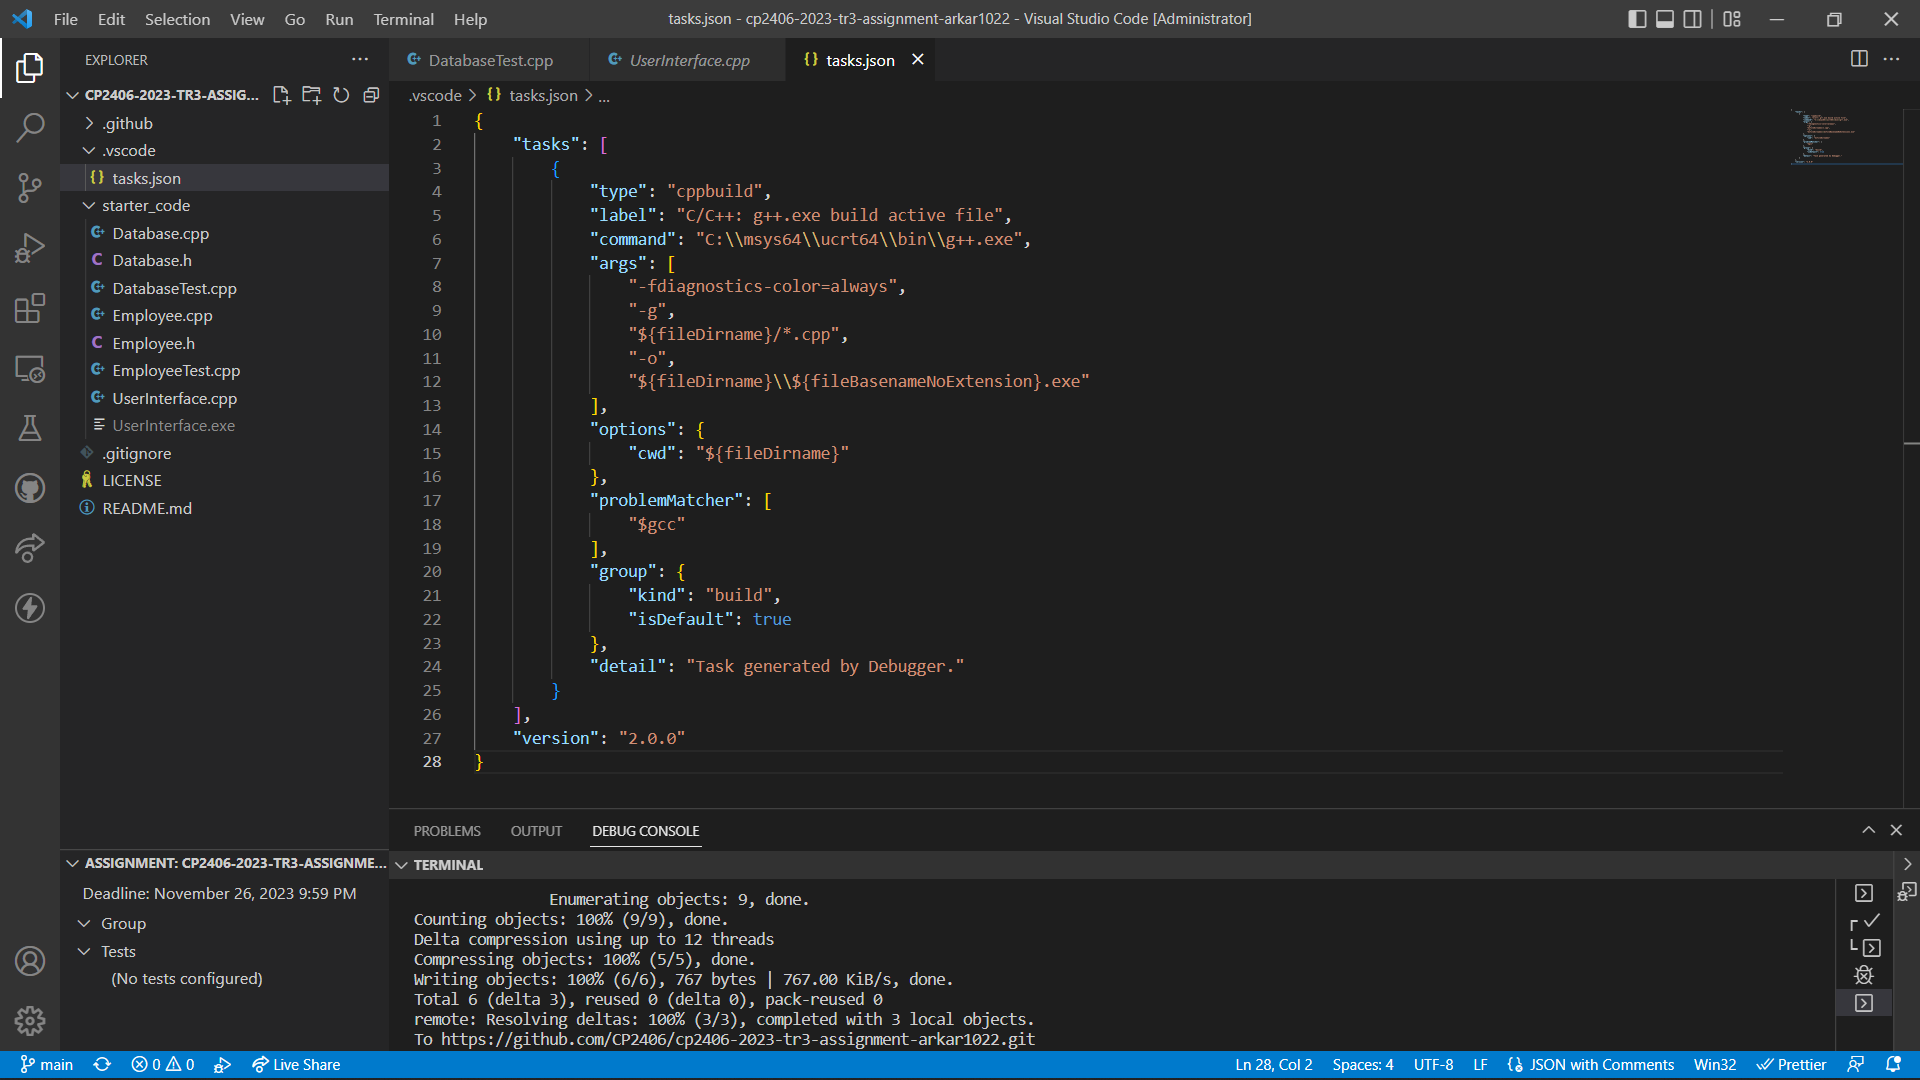 File Edit Selection View Go Run Terminal Help
tasks.json - cp2406-2023-tr3-assignment-arkar1022 - Visual Studio Code [Administrator]
EXPLORER
DatabaseTest.cpp
UserInterface.cpp
tasks.json
CP2406-2023-TR3-ASSIG...
.vscode > {} tasks.json > ...
.github
.vscode
{} tasks.json
starter_code
Database.cpp
C Database.h
DatabaseTest.cpp
Employee.cpp
C Employee.h
EmployeeTest.cpp
UserInterface.cpp
UserInterface.exe
.gitignore
LICENSE
README.md
1 {
2 "tasks": [
3 {
4 "type": "cppbuild",
5 "label": "C/C++: g++.exe build active file",
6 "command": "C:\\msys64\\ucrt64\\bin\\g++.exe",
7 "args": [
8 "-fdiagnostics-color=always",
9 "-g",
10 "${fileDirname}/*.cpp",
11 "-o",
12 "${fileDirname}\\${fileBasenameNoExtension}.exe"
13 ],
14 "options": {
15 "cwd": "${fileDirname}"
16 },
17 "problemMatcher": [
18 "$gcc"
19 ],
20 "group": {
21 "kind": "build",
22 "isDefault": true
23 },
24 "detail": "Task generated by Debugger."
25 }
26 ],
27 "version": "2.0.0"
28 }
PROBLEMS OUTPUT DEBUG CONSOLE
ASSIGNMENT: CP2406-2023-TR3-ASSIGNME...
Deadline: November 26, 2023 9:59 PM
Group
Tests
(No tests configured)
TERMINAL
Enumerating objects: 9, done.
Counting objects: 100% (9/9), done.
Delta compression using up to 12 threads
Compressing objects: 100% (5/5), done.
Writing objects: 100% (6/6), 767 bytes | 767.00 KiB/s, done.
Total 6 (delta 3), reused 0 (delta 0), pack-reused 0
remote: Resolving deltas: 100% (3/3), completed with 3 local objects.
To https://github.com/CP2406/cp2406-2023-tr3-assignment-arkar1022.git
main 0 0 Live Share Ln 28, Col 2 Spaces: 4 UTF-8 LF {} JSON with Comments Win32 Prettier